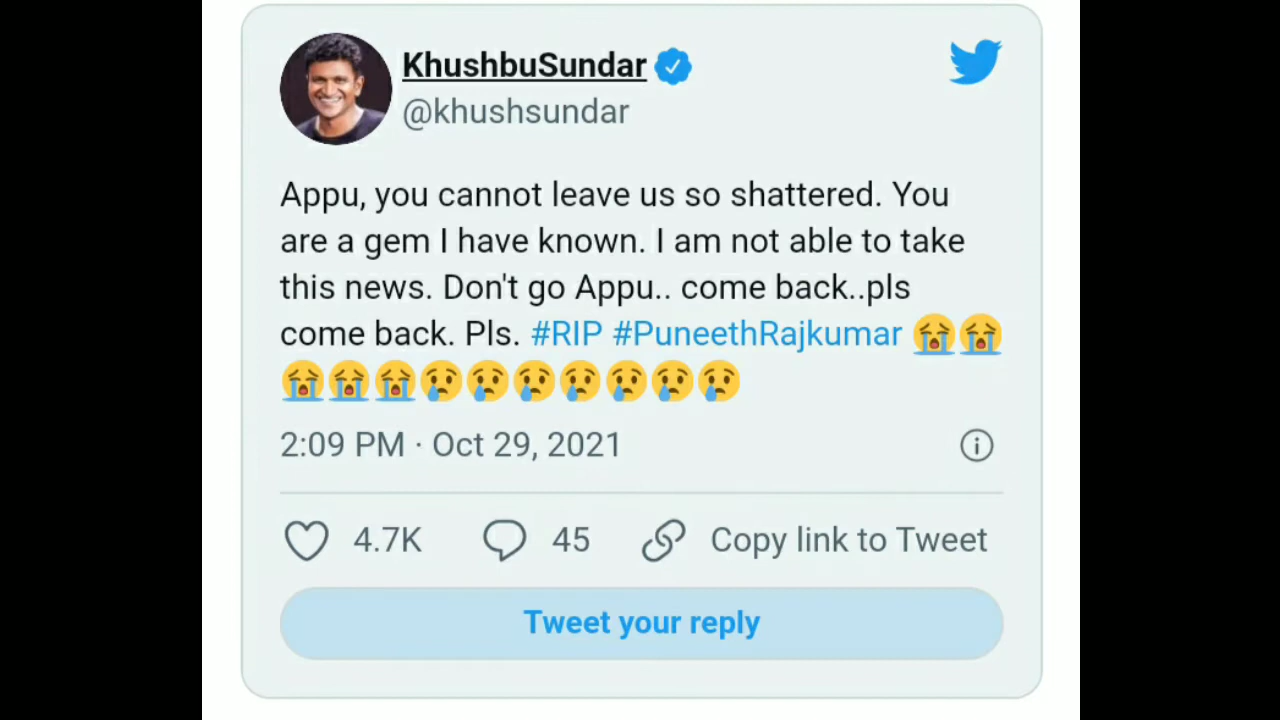 KhushbuSundar
@khushsundar
Appu, you cannot leave us so shattered. You
are a gem I have known. I am not able to take
this news. Don't go Appu.. come back..pls
come back. Pls. #RIP #PuneethRajkumar 😭😭
😭😭😭😢😢😢😢😢😢😢
2:09 PM · Oct 29, 2021
4.7K 45 Copy link to Tweet
Tweet your reply